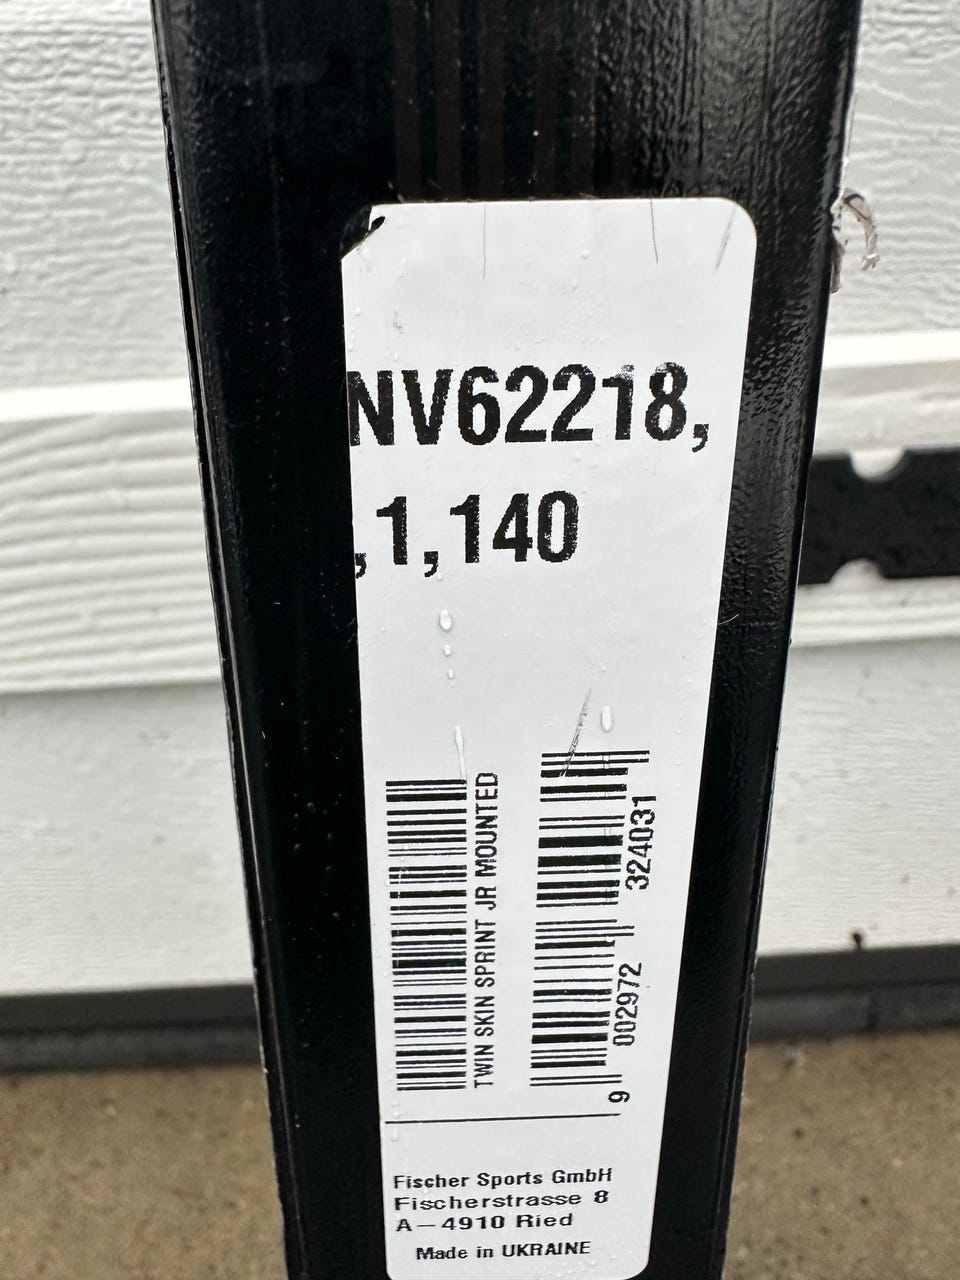 NV62218,
,1,140
TWIN SKIN SPRINT JR MOUNTED
9 002972 324031
Fischer Sports GmbH
Fischerstrasse 8
A-4910 Ried
Made in UKRAINE